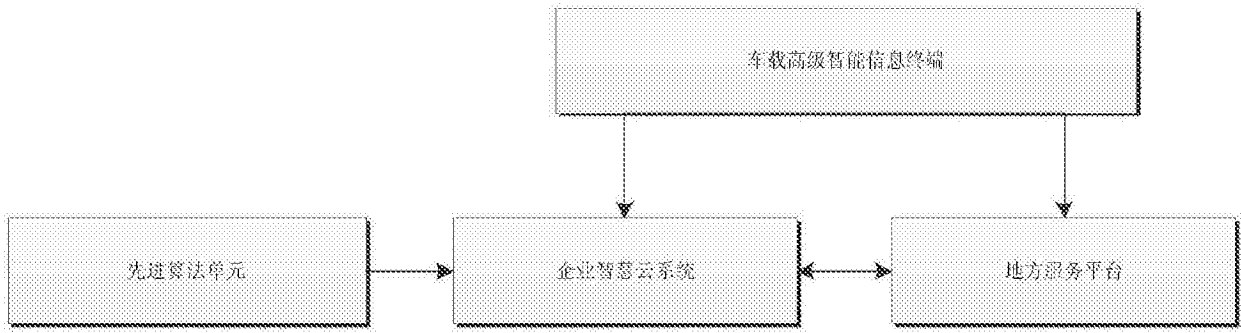 车载高级智能信息终端
先进算法单元
企业智慧云系统
地方服务平台